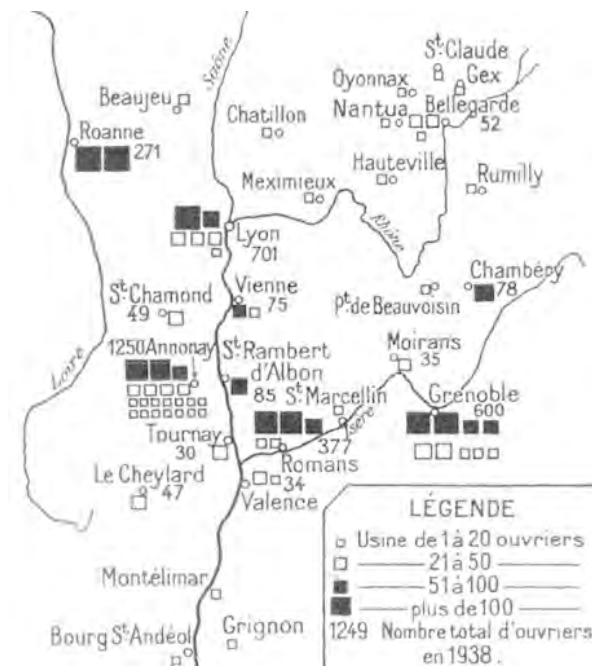 Saône
St Claude
Gex
Oyonnax
Beaujeu
Nantua
Bellegarde
52
Chatillon
Roanne
271
Hauteville
Rumilly
Meximieux
Rhône
Lyon
701
Chambéry
78
Vienne
75
St Chamond
49
Pt. de Beauvoisin
Moirans
35
1250 Annonay
St Rambert
d'Albon
85
Loire
St Marcellin
Isère
Grenoble
600
377
Tournay
30
Romans
34
Le Cheylard
47
Valence
LÉGENDE
Usine de 1 à 20 ouvriers
21 à 50
51 à 100
plus de 100
1249 Nombre total d'ouvriers
en 1938.
Montélimar
Grignon
Bourg St Andéol